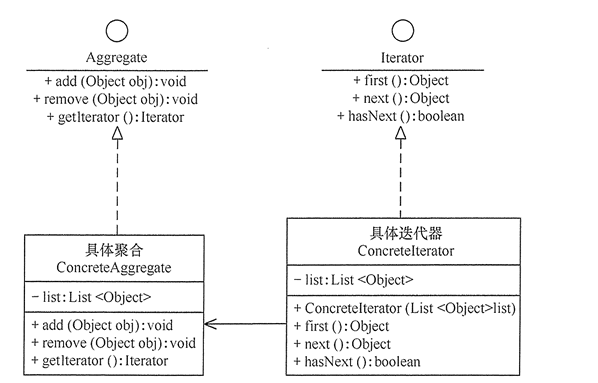 Aggregate
+ add (Object obj):void
+ remove (Object obj):void
+ getIterator ():Iterator
Iterator
+ first ():Object
+ next ():Object
+ hasNext ():boolean
具体聚合
ConcreteAggregate
− list:List <Object>
+ add (Object obj):void
+ remove (Object obj):void
+ getIterator ():Iterator
具体迭代器
ConcreteIterator
− list:List <Object>
+ ConcreteIterator (List <Object>list)
+ first ():Object
+ next ():Object
+ hasNext ():boolean